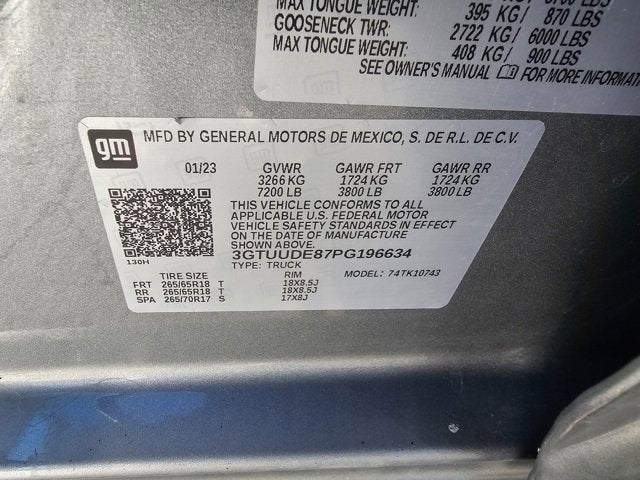 MAX TONGUE WEIGHT: 395 KG/ 870 LBS
GOOSENECK TWR: 2722 KG/ 6000 LBS
MAX TONGUE WEIGHT: 408 KG/ 900 LBS
SEE OWNER'S MANUAL FOR MORE INFORMAT
gm
MFD BY GENERAL MOTORS DE MEXICO, S. DE R.L. DE C.V.
01/23 GVWR GAWR FRT GAWR RR
3266 KG 1724 KG 1724 KG
7200 LB 3800 LB 3800 LB
THIS VEHICLE CONFORMS TO ALL
APPLICABLE U.S. FEDERAL MOTOR
VEHICLE SAFETY STANDARDS IN EFFECT
ON THE DATE OF MANUFACTURE
SHOWN ABOVE.
3GTUUDE87PG196634
130H
TYPE: TRUCK
MODEL: 74TK10743
TIRE SIZE RIM
FRT 265/65R18 T 18X8.5J
RR 265/65R18 T 18X8.5J
SPA 265/70R17 S 17X8J